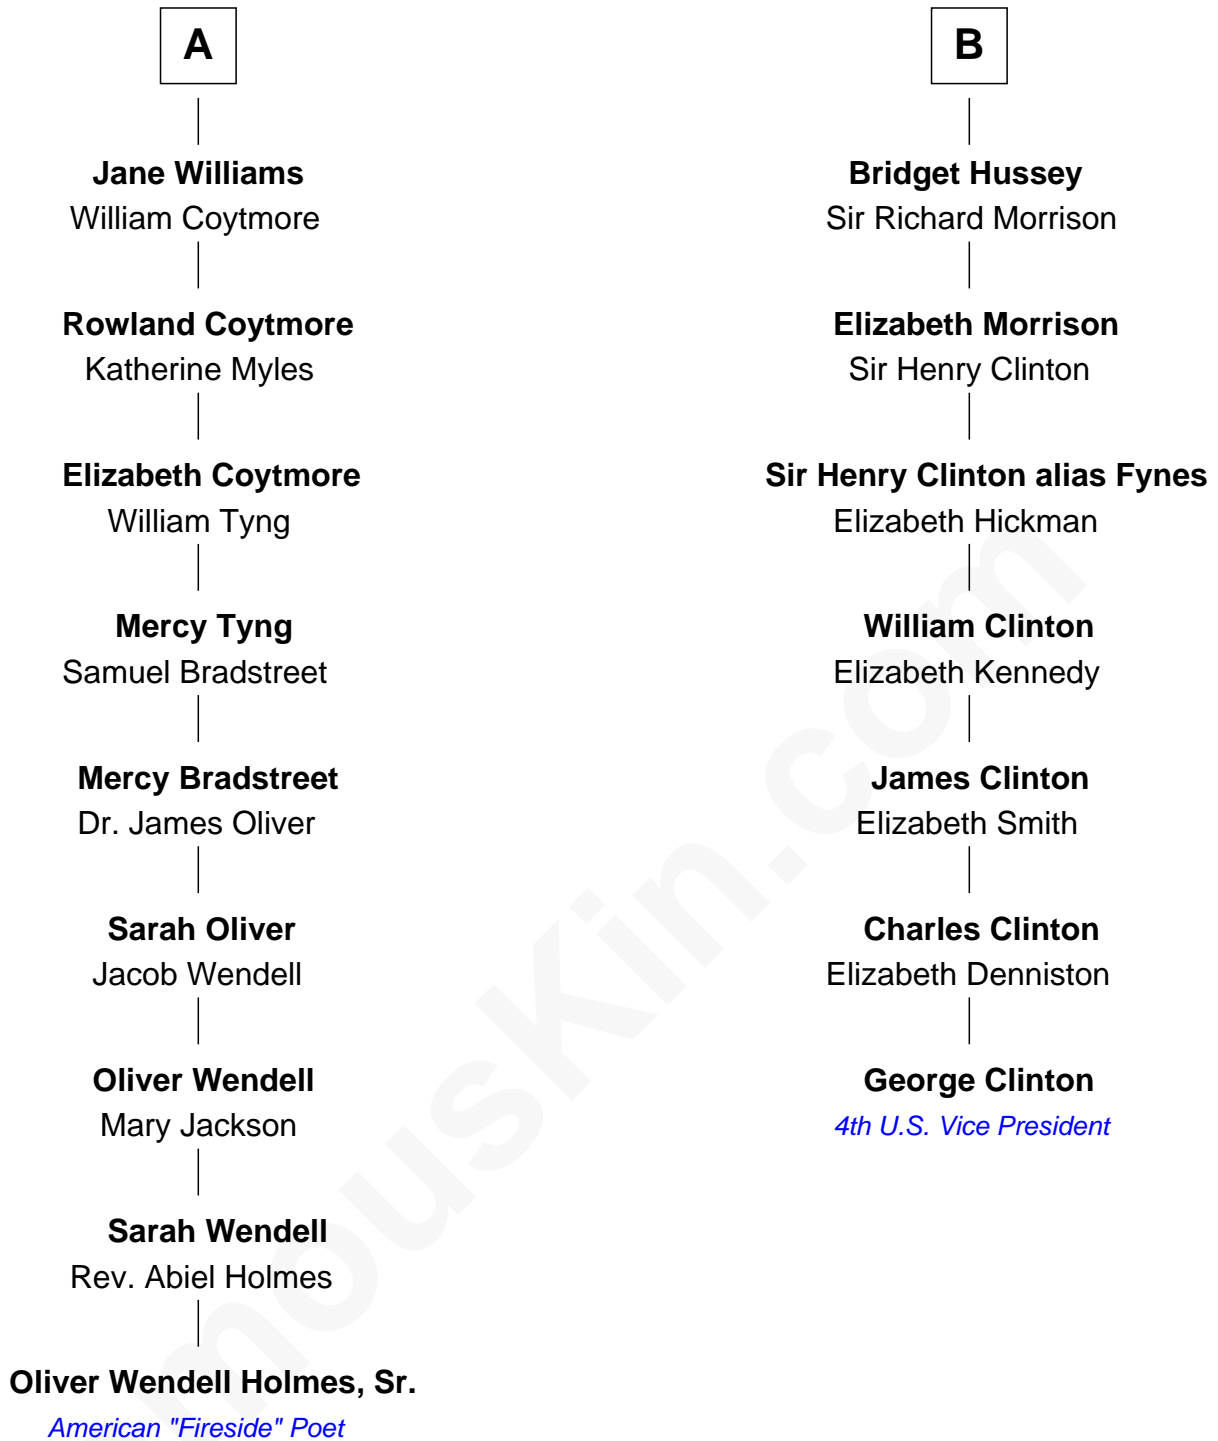 A
Jane Williams
William Coytmore
Rowland Coytmore
Katherine Myles
Elizabeth Coytmore
William Tyng
Mercy Tyng
Samuel Bradstreet
Mercy Bradstreet
Dr. James Oliver
Sarah Oliver
Jacob Wendell
Oliver Wendell
Mary Jackson
Sarah Wendell
Rev. Abiel Holmes
Oliver Wendell Holmes, Sr.
American "Fireside" Poet
B
Bridget Hussey
Sir Richard Morrison
Elizabeth Morrison
Sir Henry Clinton
Sir Henry Clinton alias Fynes
Elizabeth Hickman
William Clinton
Elizabeth Kennedy
James Clinton
Elizabeth Smith
Charles Clinton
Elizabeth Denniston
George Clinton
4th U.S. Vice President
mouskin.com